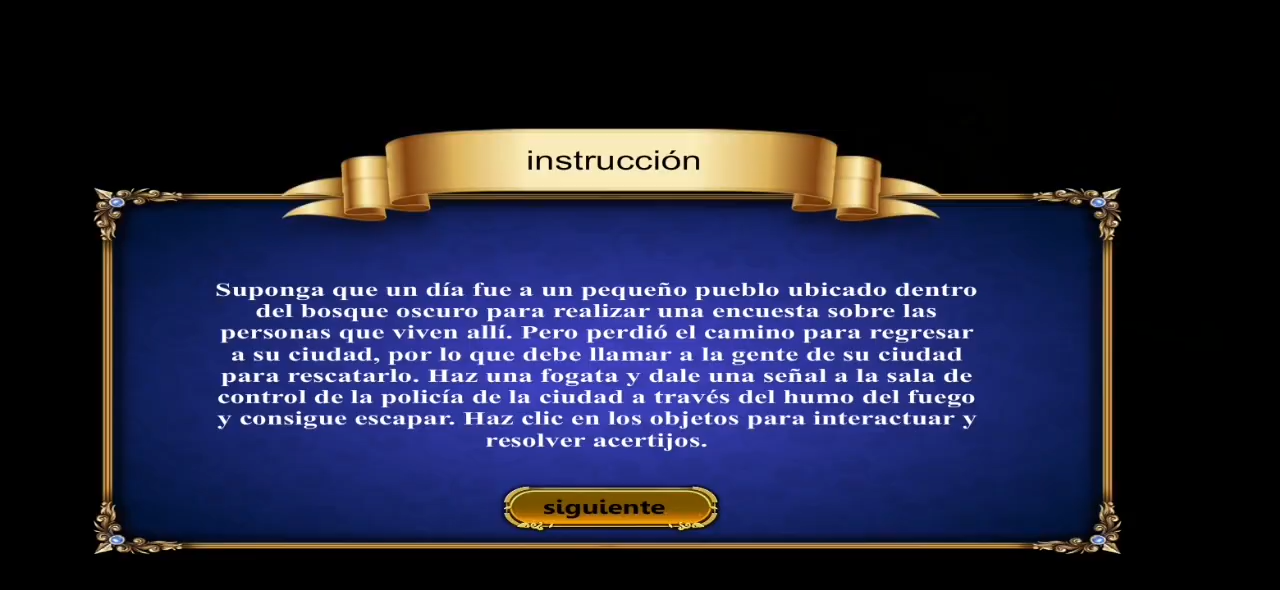 instrucción
Suponga que un día fue a un pequeño pueblo ubicado dentro
del bosque oscuro para realizar una encuesta sobre las
personas que viven allí. Pero perdió el camino para regresar
a su ciudad, por lo que debe llamar a la gente de su ciudad
para rescatarlo. Haz una fogata y dale una señal a la sala de
control de la policía de la ciudad a través del humo del fuego
y consigue escapar. Haz clic en los objetos para interactuar y
resolver acertijos.
siguiente